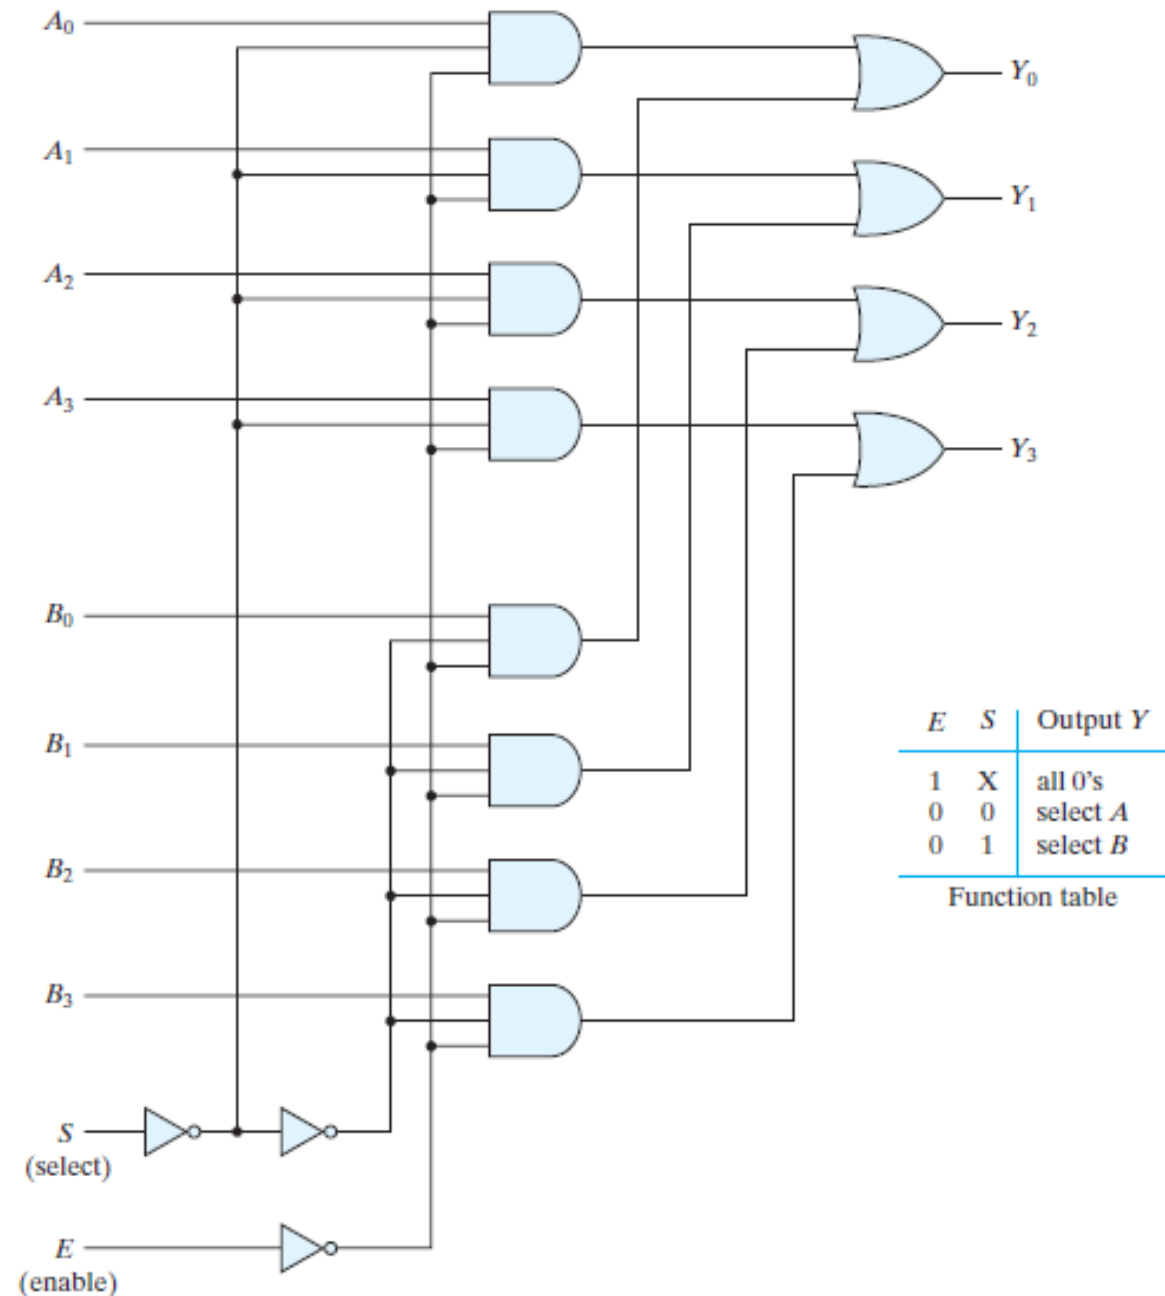 A₀
Y₀
A₁
Y₁
A₂
Y₂
A₃
Y₃
B₀
E S Output Y
B₁
1 X all 0's
0 0 select A
0 1 select B
B₂
Function table
B₃
S
(select)
E
(enable)